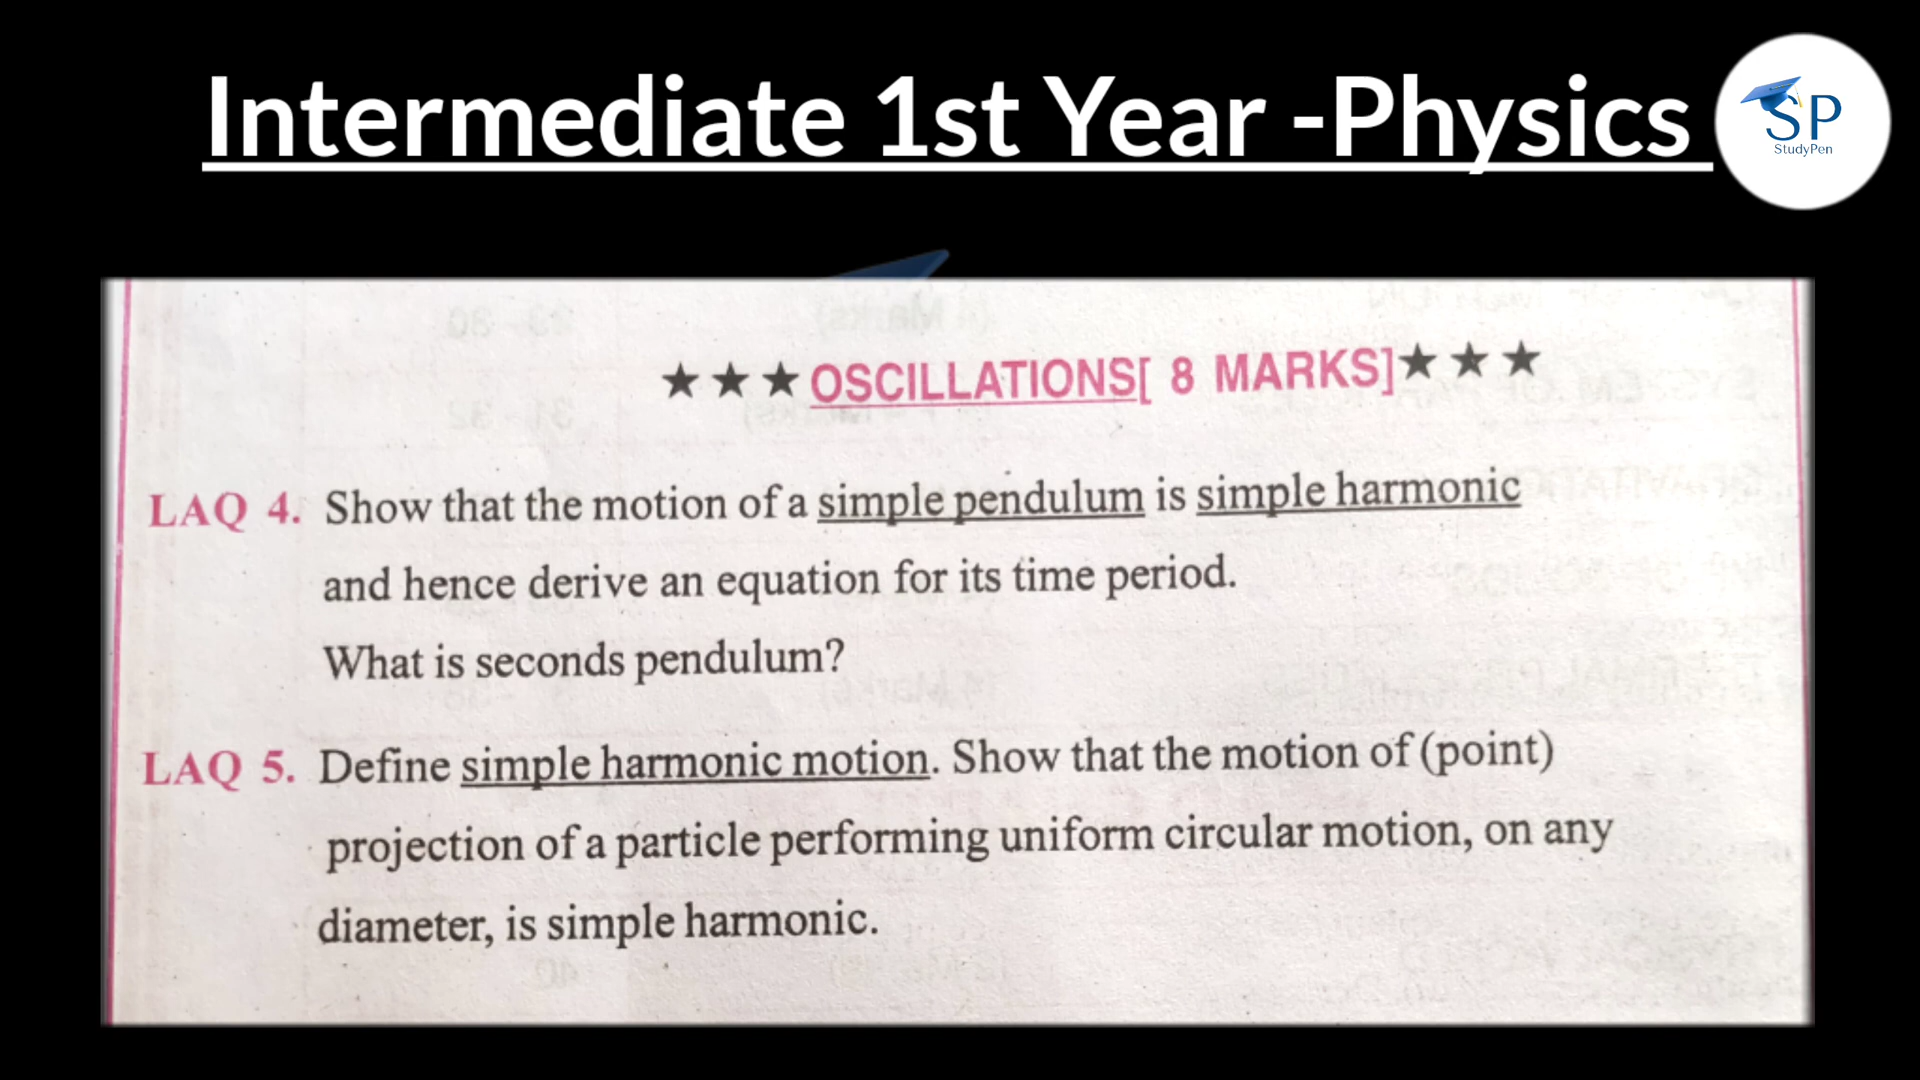 Intermediate 1st Year -Physics
SP
StudyPen
★★★OSCILLATIONS[ 8 MARKS]★★★
LAQ 4. Show that the motion of a simple pendulum is simple harmonic
and hence derive an equation for its time period.
What is seconds pendulum?
LAQ 5. Define simple harmonic motion. Show that the motion of (point)
projection of a particle performing uniform circular motion, on any
diameter, is simple harmonic.